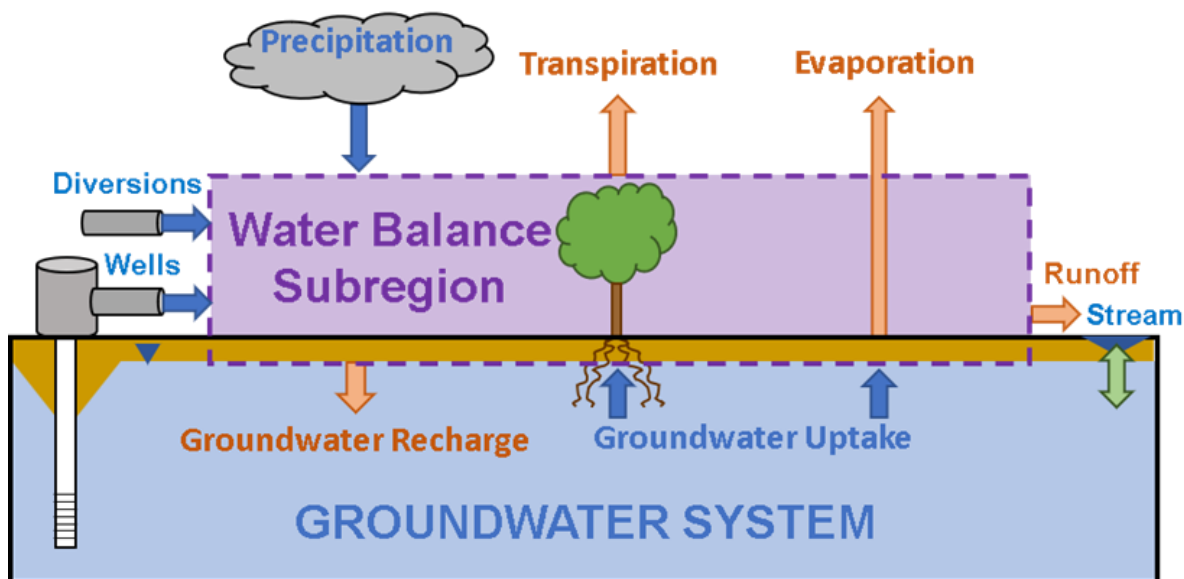 Precipitation
Transpiration
Evaporation
Diversions
Water Balance
Subregion
Wells
Runoff
Stream
Groundwater Recharge
Groundwater Uptake
GROUNDWATER SYSTEM